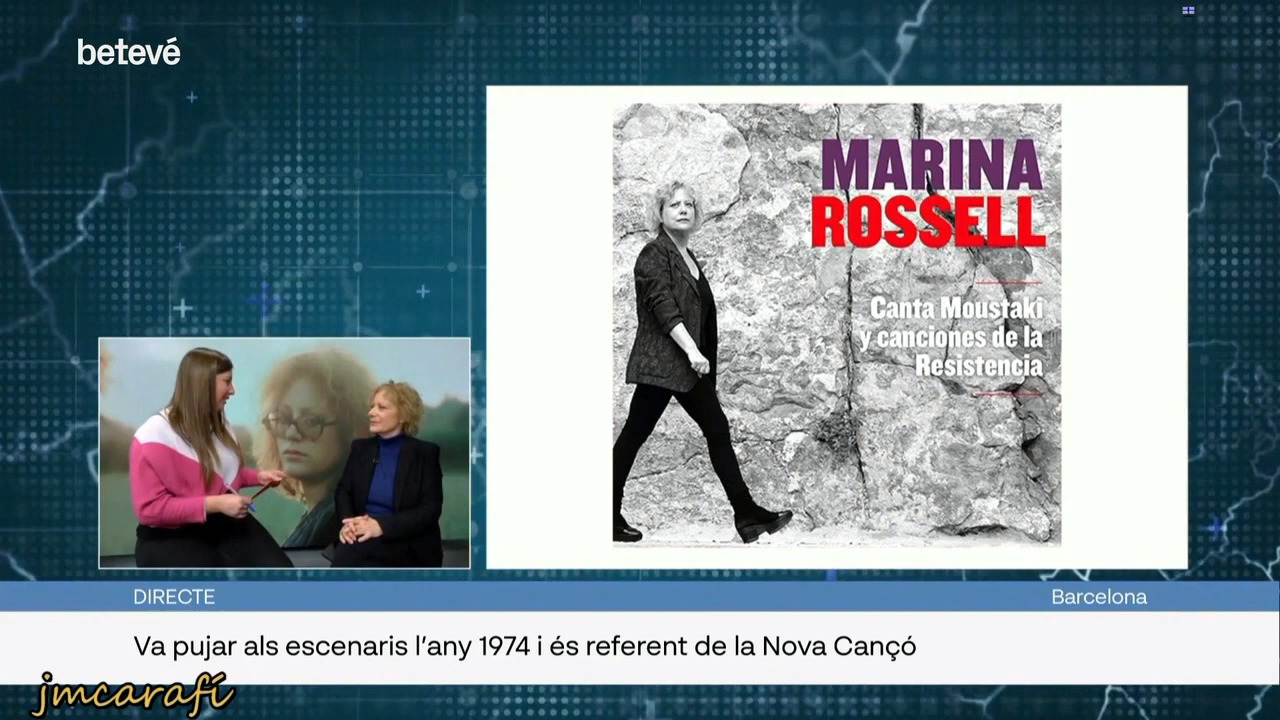 betevé
MARINA
ROSSELL
Canta Moustaki
y canciones de la
Resistencia
DIRECTE
Barcelona
Va pujar als escenaris l'any 1974 i és referent de la Nova Cançó
jmcarafí